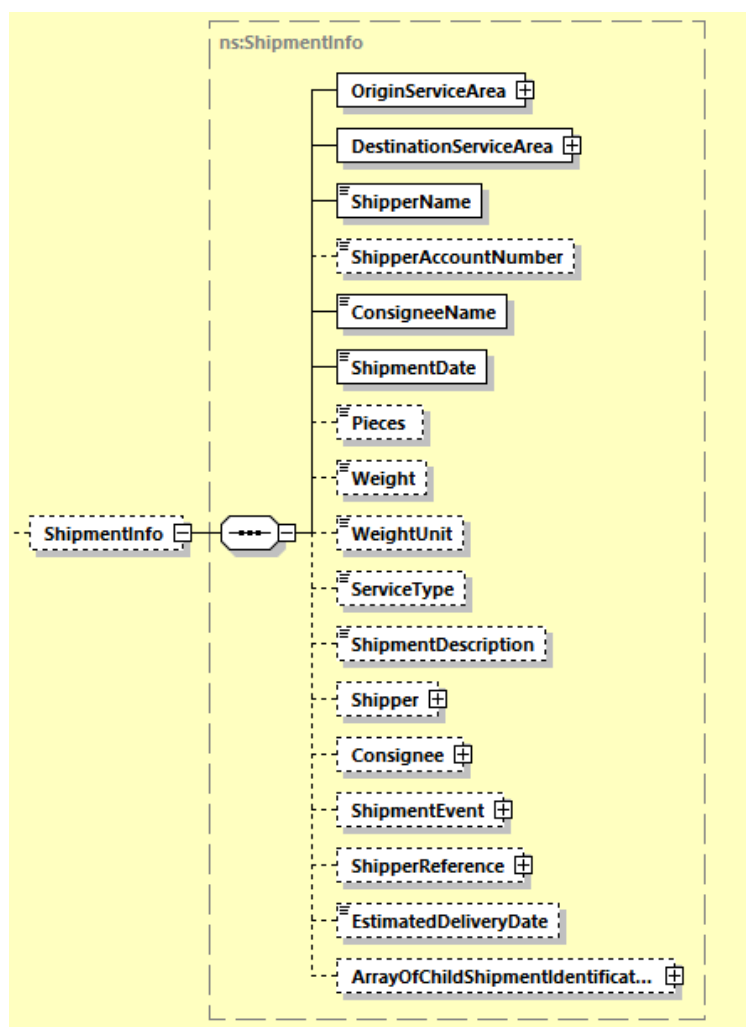 ns:ShipmentInfo
OriginServiceArea
DestinationServiceArea
ShipperName
ShipperAccountNumber
ConsigneeName
ShipmentDate
Pieces
Weight
ShipmentInfo
WeightUnit
ServiceType
ShipmentDescription
Shipper
Consignee
ShipmentEvent
ShipperReference
EstimatedDeliveryDate
ArrayOfChildShipmentIdentificat...